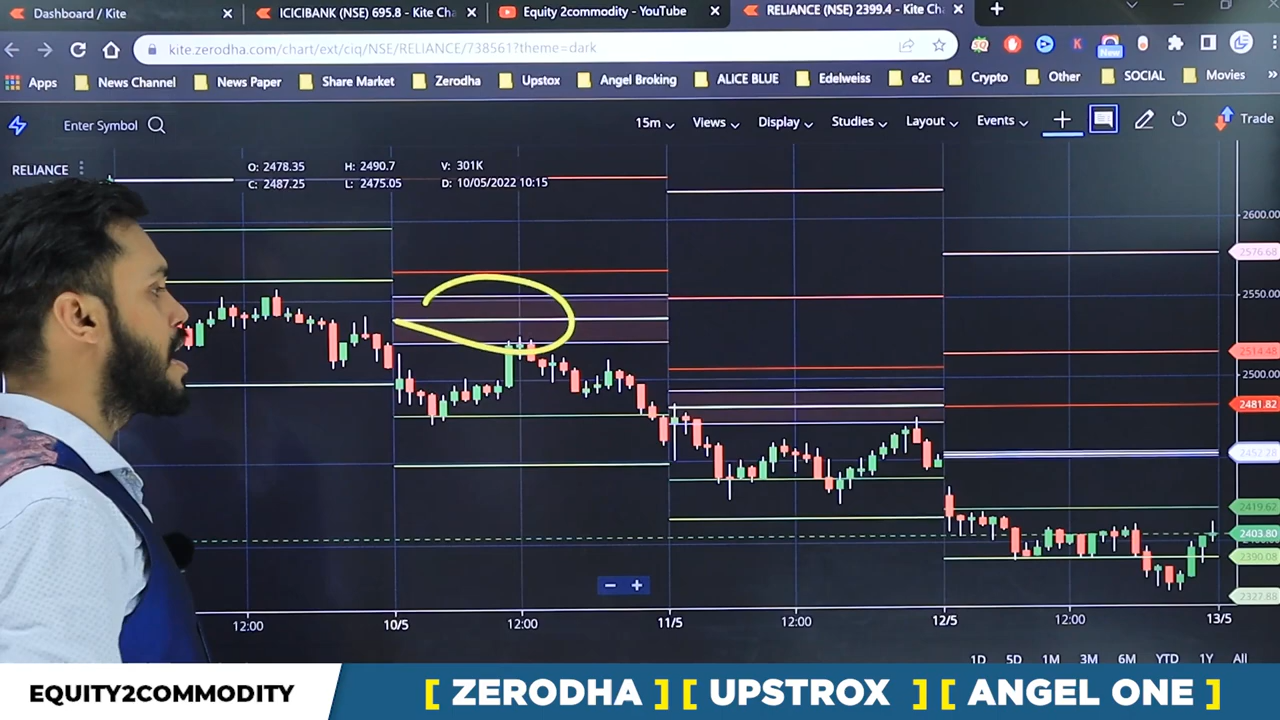 Dashboard / Kite
ICICIBANK (NSE) 695.8 - Kite Cha
Equity 2commodity - YouTube
RELIANCE (NSE) 2399.4 - Kite Cha
kite.zerodha.com/chart/ext/ciq/NSE/RELIANCE/738561?theme=dark
New
Apps
News Channel
News Paper
Share Market
Zerodha
Upstox
Angel Broking
ALICE BLUE
Edelweiss
e2c
Crypto
Other
SOCIAL
Movies
»
Enter Symbol
15m
Views
Display
Studies
Layout
Events
Trade
RELIANCE
O: 2478.35 H: 2490.7 V: 301K
C: 2487.25 L: 2475.05 D: 10/05/2022 10:15
2600.00
2576.68
2550.00
2514.48
2500.00
2481.82
2452.28
2419.62
2403.80
2390.08
2327.88
12:00
10/5
12:00
11/5
12:00
12/5
12:00
13/5
1D 5D 1M 3M 6M YTD 1Y All
EQUITY2COMMODITY
[ ZERODHA ] [ UPSTROX ] [ ANGEL ONE ]